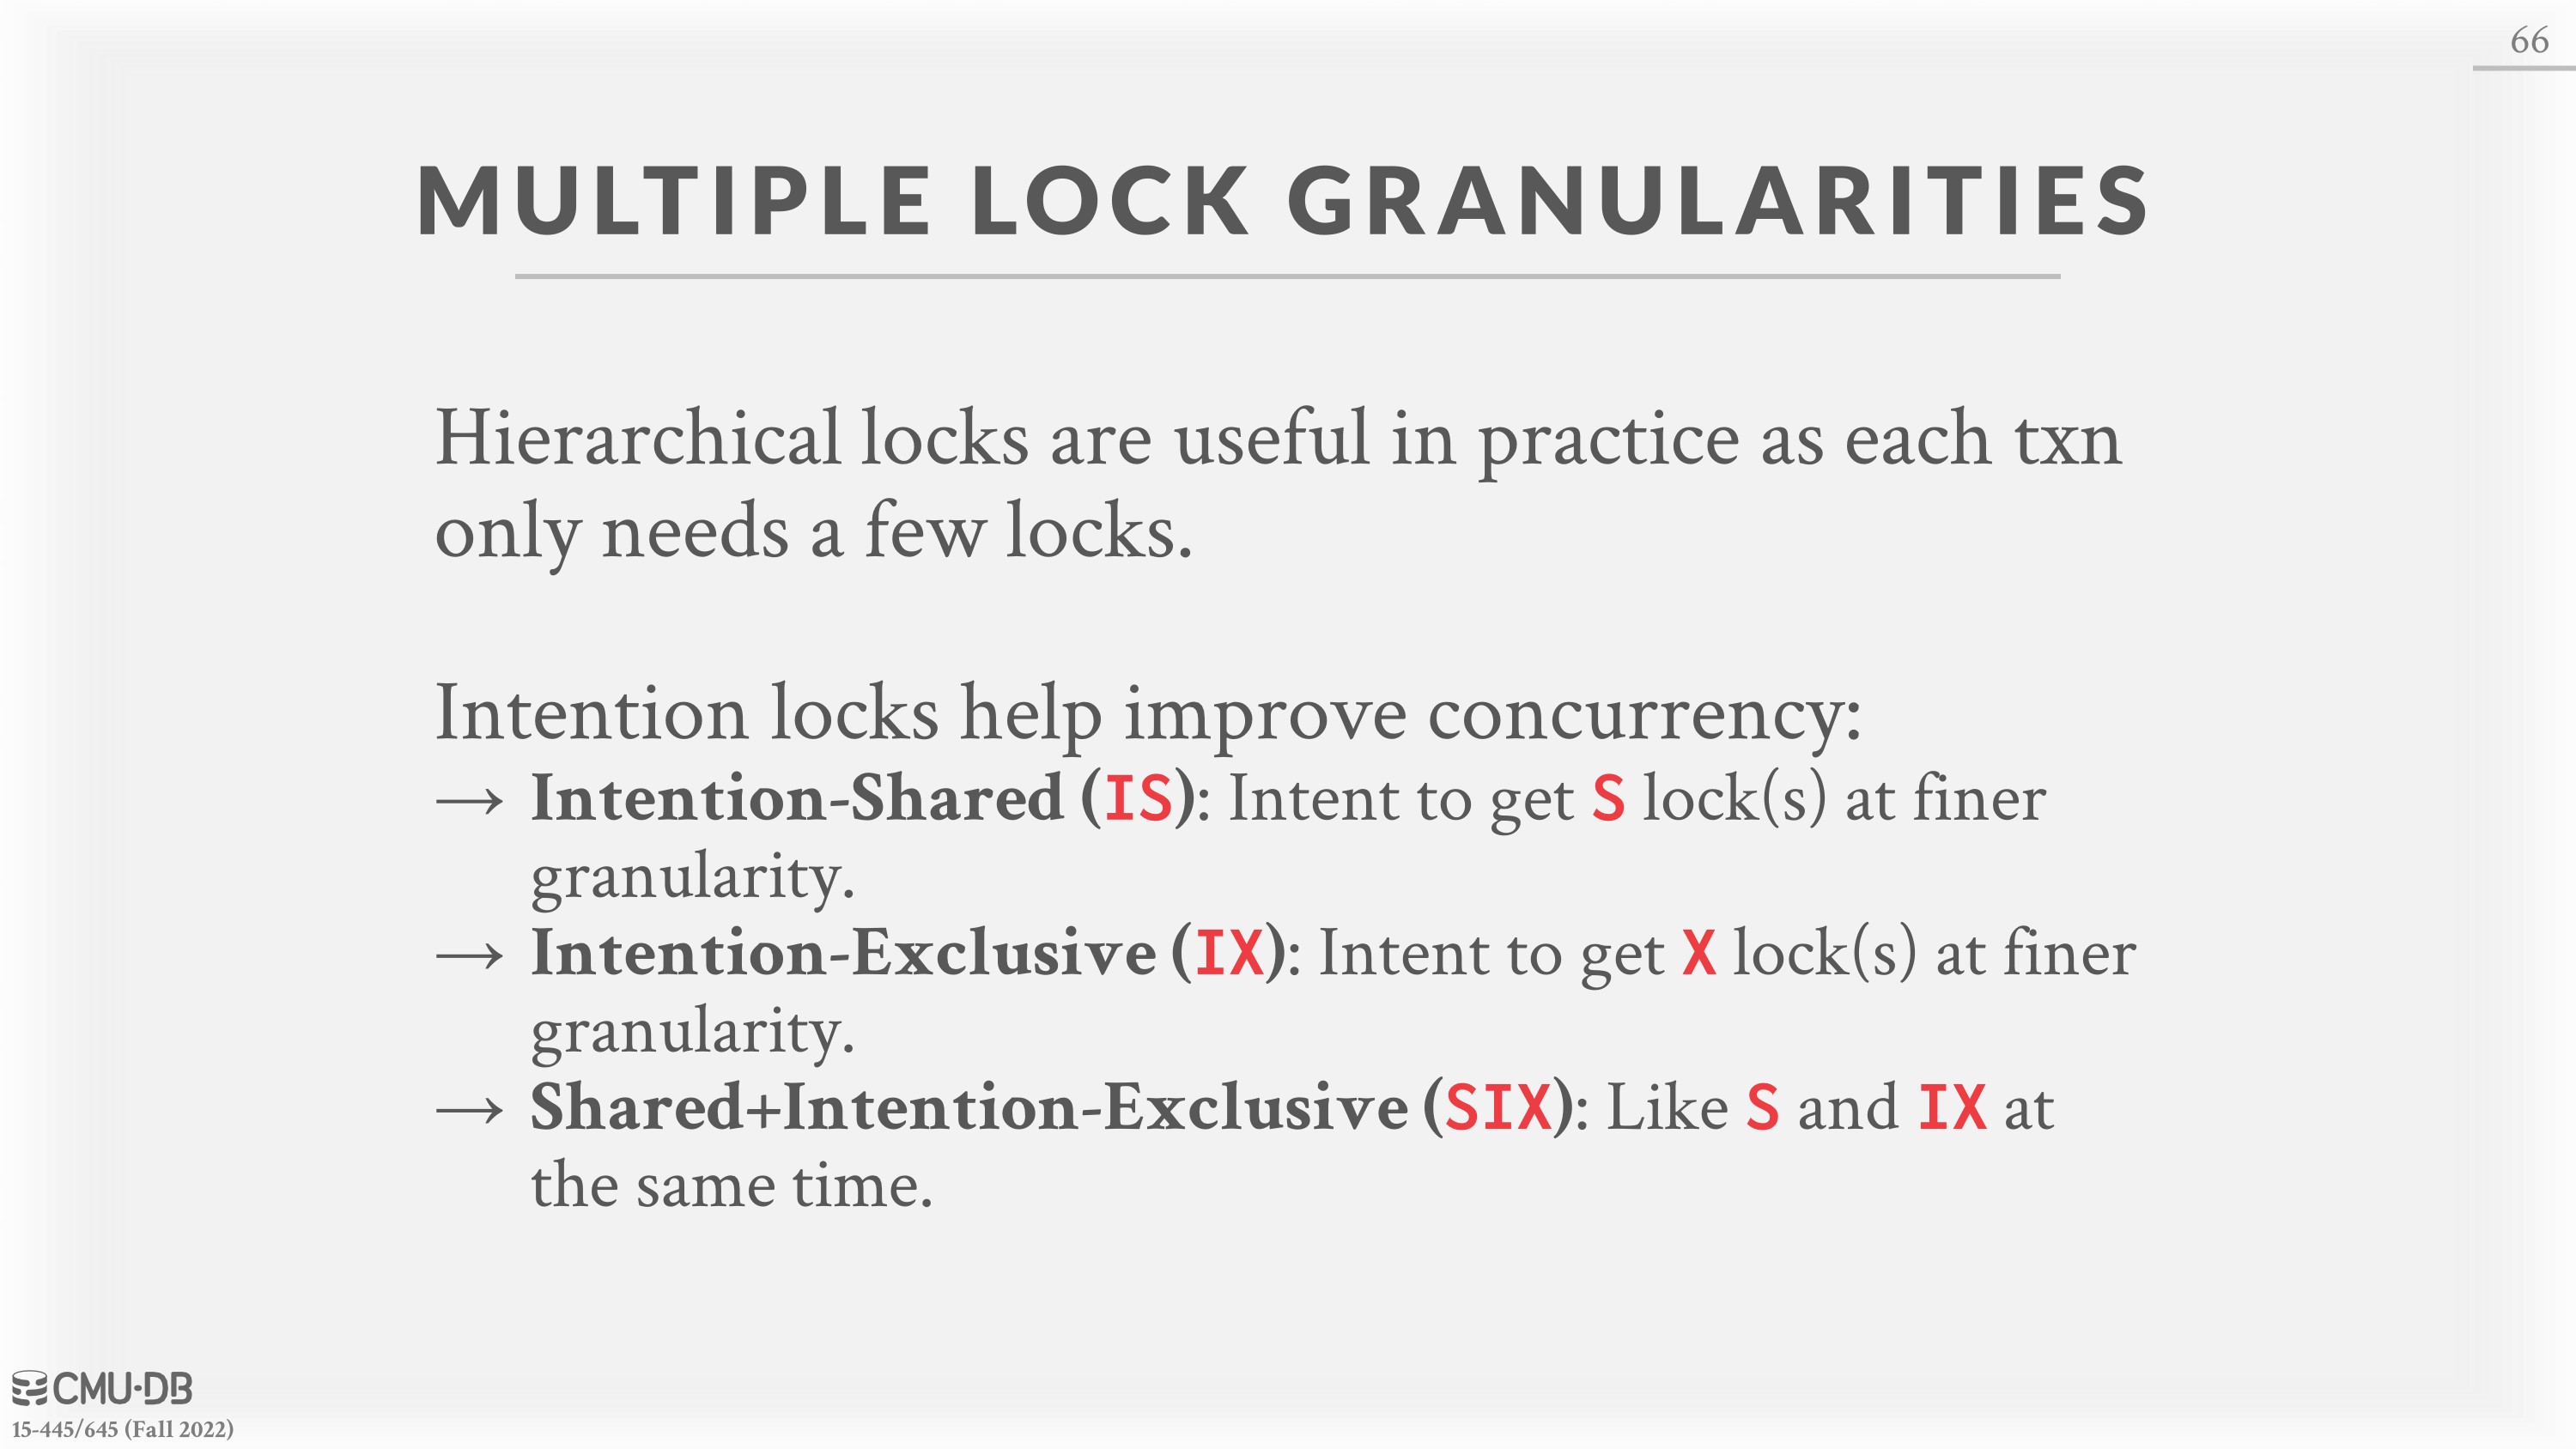 66
MULTIPLE LOCK GRANULARITIES
Hierarchical locks are useful in practice as each txn
only needs a few locks.
Intention locks help improve concurrency:
→ Intention-Shared (IS): Intent to get S lock(s) at finer
granularity.
→ Intention-Exclusive (IX): Intent to get X lock(s) at finer
granularity.
→ Shared+Intention-Exclusive (SIX): Like S and IX at
the same time.
CMU·DB
15-445/645 (Fall 2022)